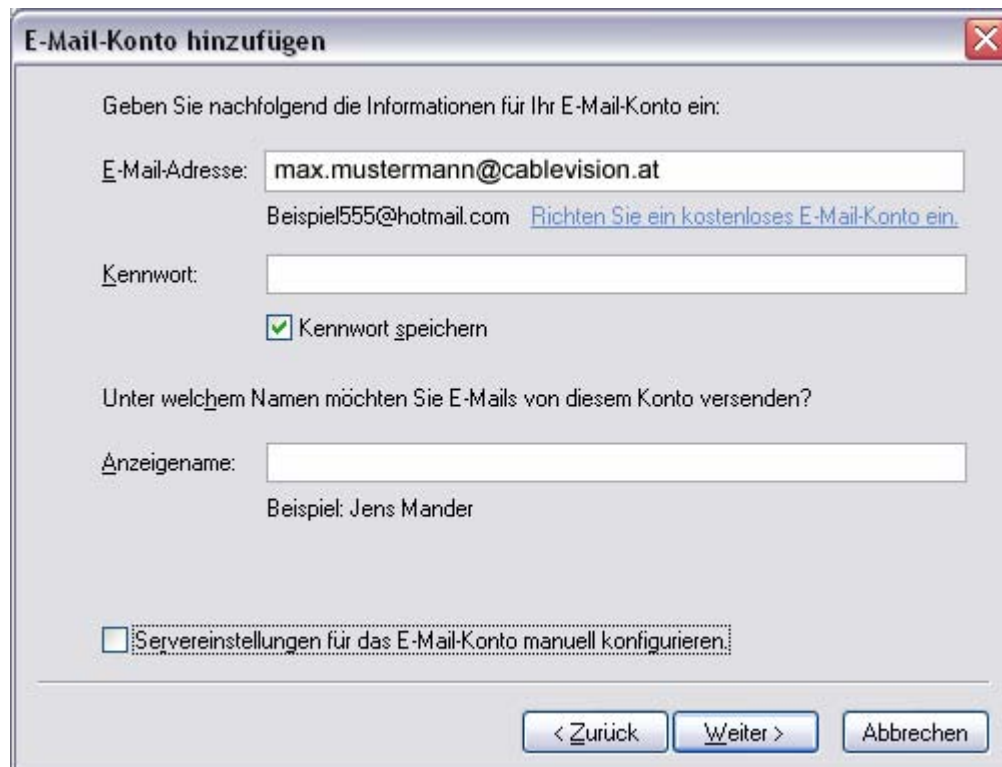 E-Mail-Konto hinzufügen
Geben Sie nachfolgend die Informationen für Ihr E-Mail-Konto ein:
E-Mail-Adresse: max.mustermann@cablevision.at
Beispiel555@hotmail.com Richten Sie ein kostenloses E-Mail-Konto ein.
Kennwort:
Kennwort speichern
Unter welchem Namen möchten Sie E-Mails von diesem Konto versenden?
Anzeigename:
Beispiel: Jens Mander
Servereinstellungen für das E-Mail-Konto manuell konfigurieren.
< Zurück Weiter > Abbrechen